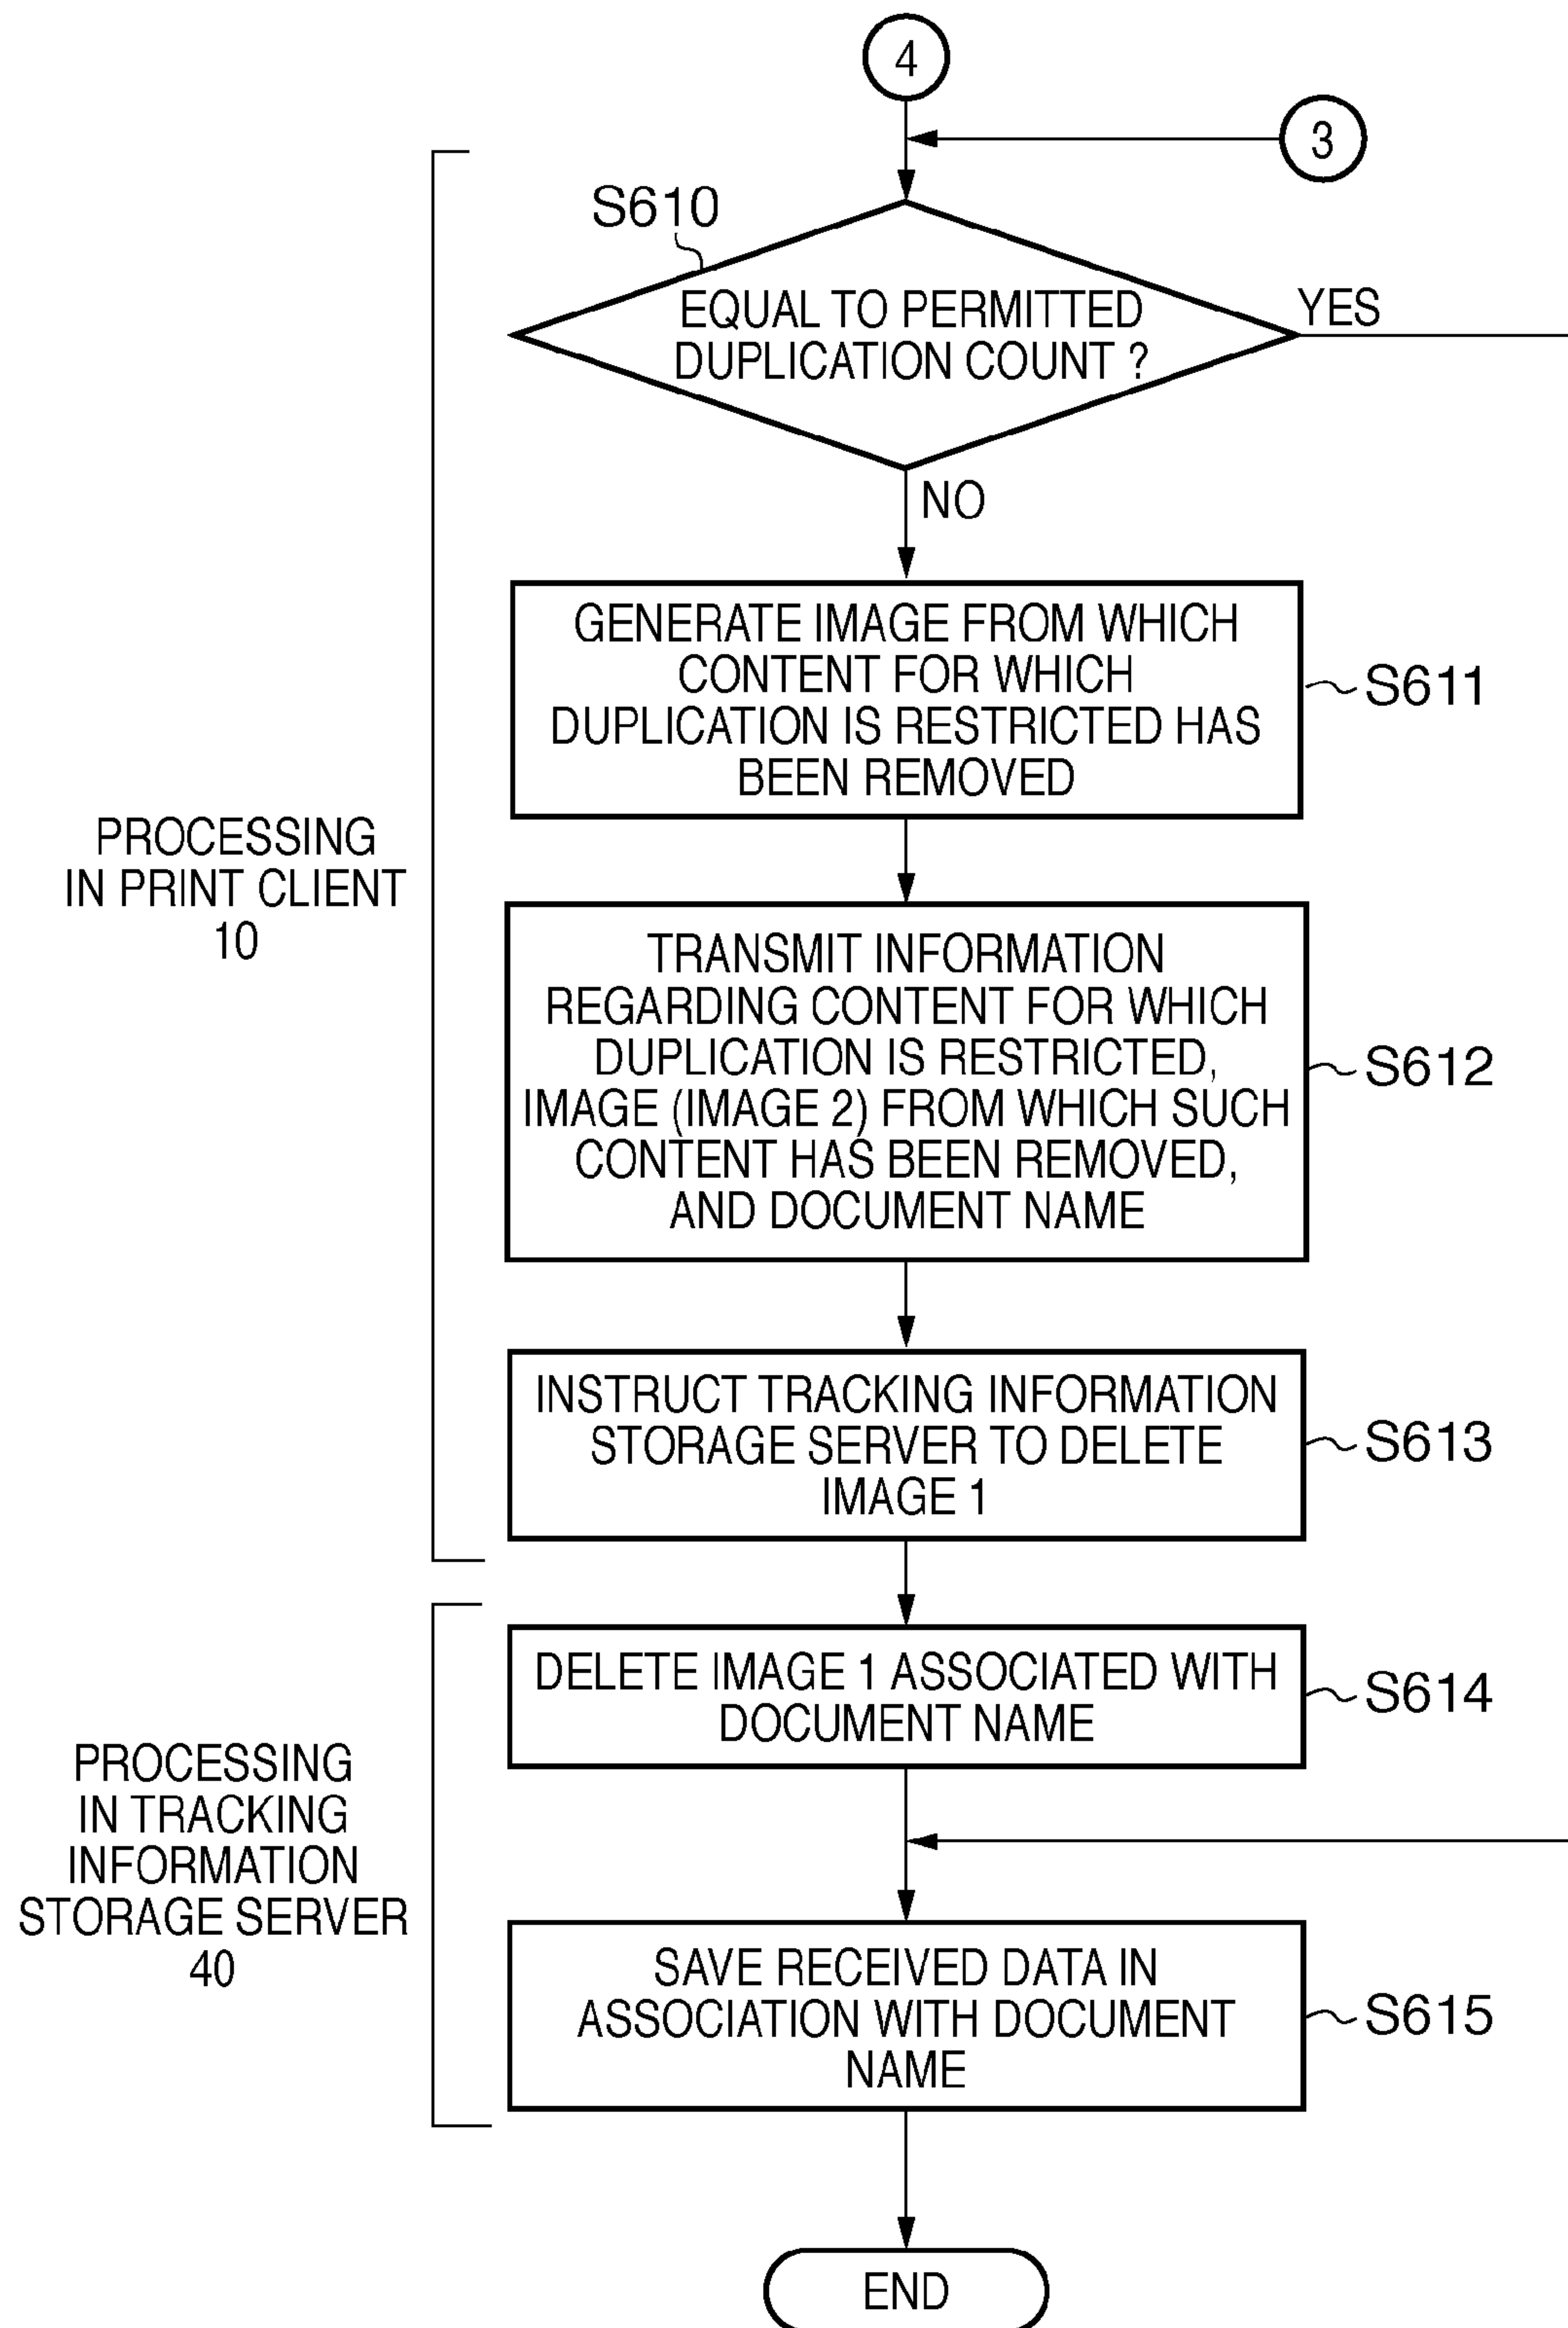 4
3
S610
EQUAL TO PERMITTED
DUPLICATION COUNT ?
YES
NO
GENERATE IMAGE FROM WHICH
CONTENT FOR WHICH
DUPLICATION IS RESTRICTED HAS
BEEN REMOVED
S611
PROCESSING
IN PRINT CLIENT
10
TRANSMIT INFORMATION
REGARDING CONTENT FOR WHICH
DUPLICATION IS RESTRICTED,
IMAGE (IMAGE 2) FROM WHICH SUCH
CONTENT HAS BEEN REMOVED,
AND DOCUMENT NAME
S612
INSTRUCT TRACKING INFORMATION
STORAGE SERVER TO DELETE
IMAGE 1
S613
DELETE IMAGE 1 ASSOCIATED WITH
DOCUMENT NAME
S614
PROCESSING
IN TRACKING
INFORMATION
STORAGE SERVER
40
SAVE RECEIVED DATA IN
ASSOCIATION WITH DOCUMENT
NAME
S615
END